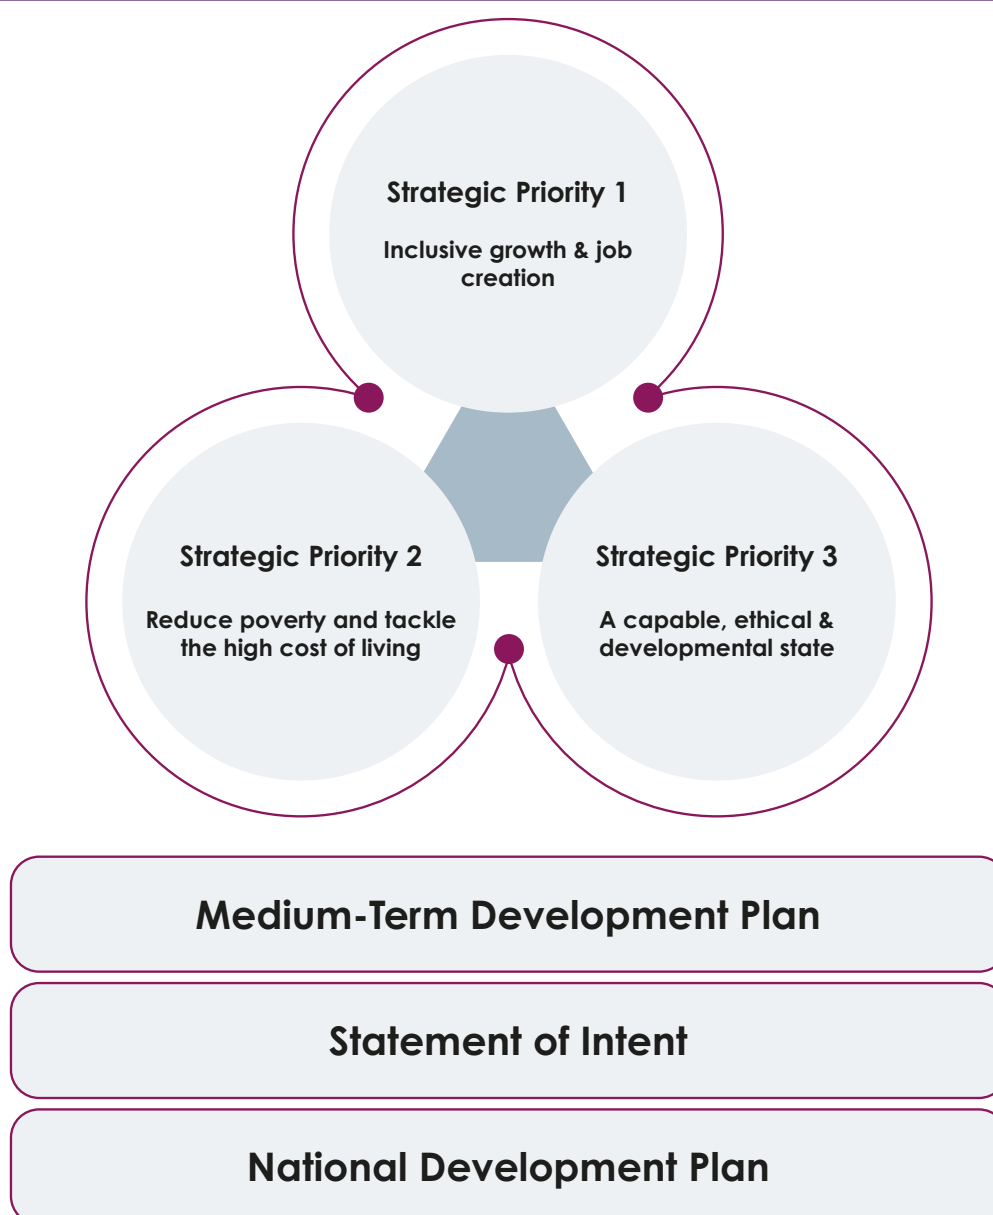 Strategic Priority 1
Inclusive growth & job
creation
Strategic Priority 2
Reduce poverty and tackle
the high cost of living
Strategic Priority 3
A capable, ethical &
developmental state
Medium-Term Development Plan
Statement of Intent
National Development Plan